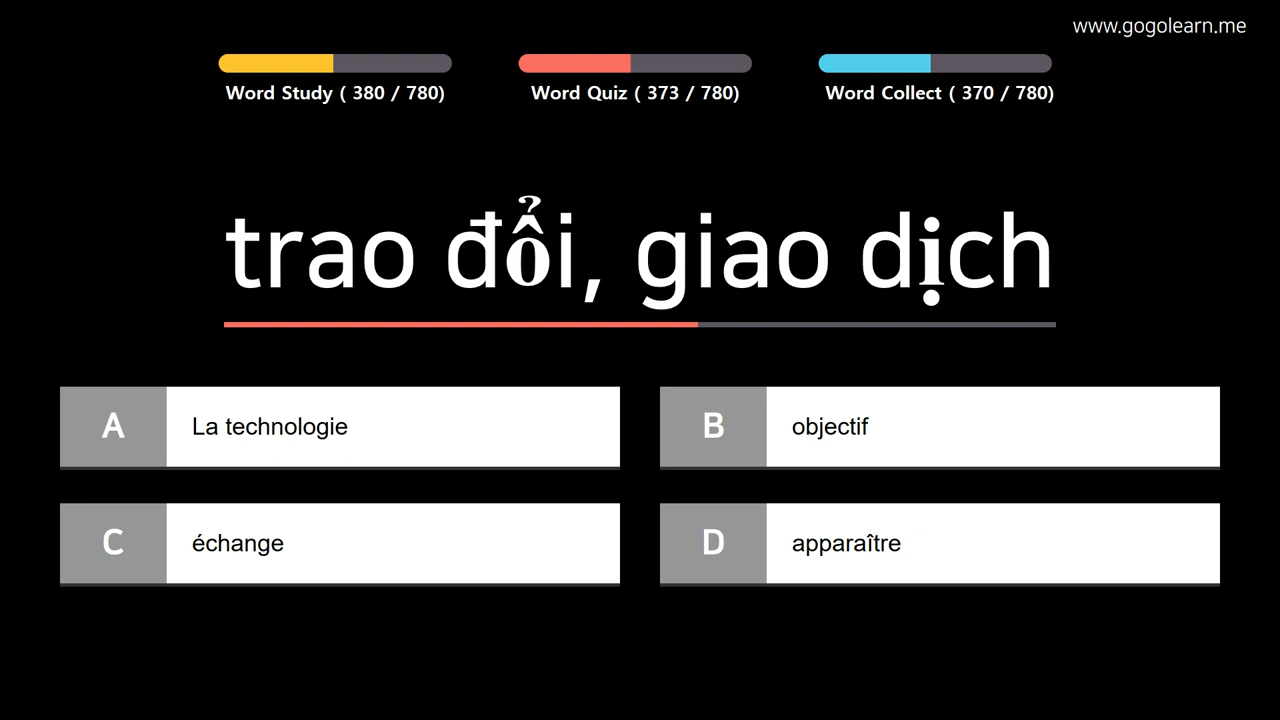 www.gogolearn.me
Word Study ( 380 / 780)
Word Quiz ( 373 / 780)
Word Collect ( 370 / 780)
trao đổi, giao dịch
A
La technologie
B
objectif
C
échange
D
apparaître